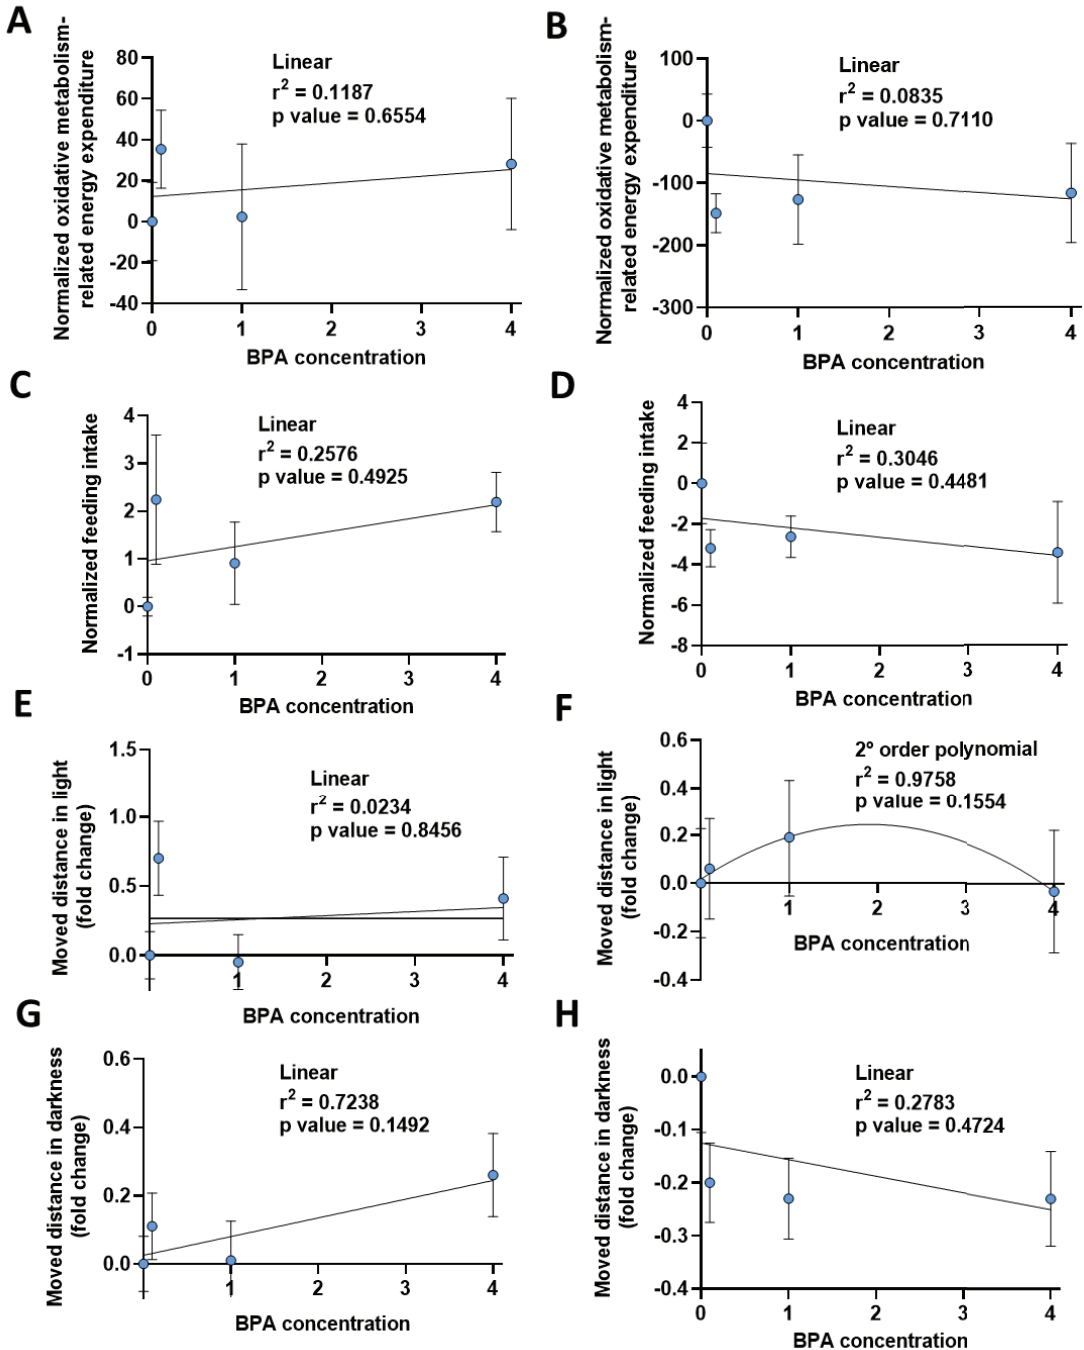 A
Normalized oxidative metabolism-
related energy expenditure
80
60
40
20
0
-20
-40
Linear
r² = 0.1187
p value = 0.6554
0 1 2 3 4
BPA concentration
B
Normalized oxidative metabolism-
related energy expenditure
100
0
-100
-200
-300
Linear
r² = 0.0835
p value = 0.7110
0 1 2 3 4
BPA concentration
C
Normalized feeding intake
4
3
2
1
0
-1
Linear
r² = 0.2576
p value = 0.4925
0 1 2 3 4
BPA concentration
D
Normalized feeding intake
4
2
0
-2
-4
-6
-8
Linear
r² = 0.3046
p value = 0.4481
0 1 2 3 4
BPA concentration
E
Moved distance in light
(fold change)
1.5
1.0
0.5
0.0
Linear
r² = 0.0234
p value = 0.8456
1 2 3 4
BPA concentration
F
Moved distance in light
(fold change)
0.6
0.4
0.2
0.0
-0.2
-0.4
2º order polynomial
r² = 0.9758
p value = 0.1554
1 2 3 4
BPA concentration
G
Moved distance in darkness
(fold change)
0.6
0.4
0.2
0.0
Linear
r² = 0.7238
p value = 0.1492
1 2 3 4
BPA concentration
H
Moved distance in darkness
(fold change)
0.0
-0.1
-0.2
-0.3
-0.4
Linear
r² = 0.2783
p value = 0.4724
0 1 2 3 4
BPA concentration